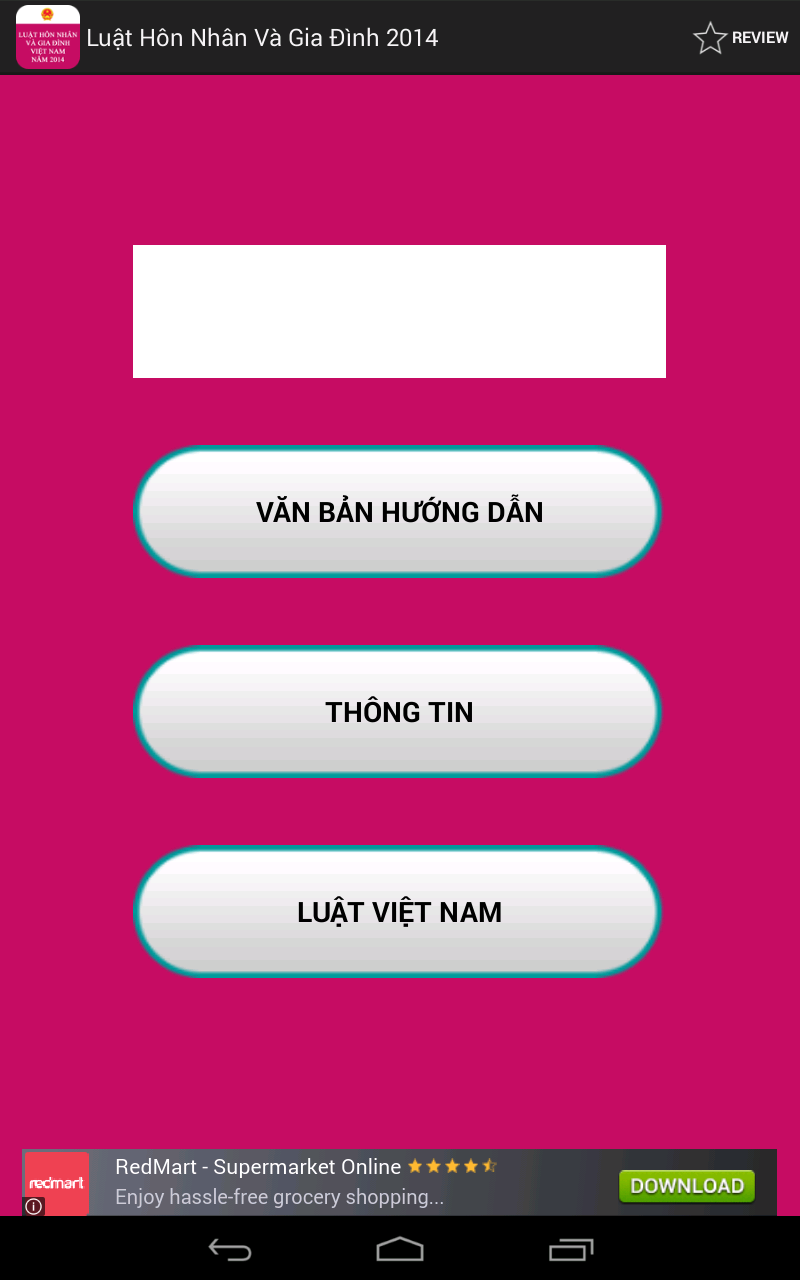 LUẬT HÔN NHÂN
VÀ GIA ĐÌNH
VIỆT NAM
NĂM 2014
Luật Hôn Nhân Và Gia Đình 2014
REVIEW
VĂN BẢN HƯỚNG DẪN
THÔNG TIN
LUẬT VIỆT NAM
redmart
RedMart - Supermarket Online
Enjoy hassle-free grocery shopping...
DOWNLOAD